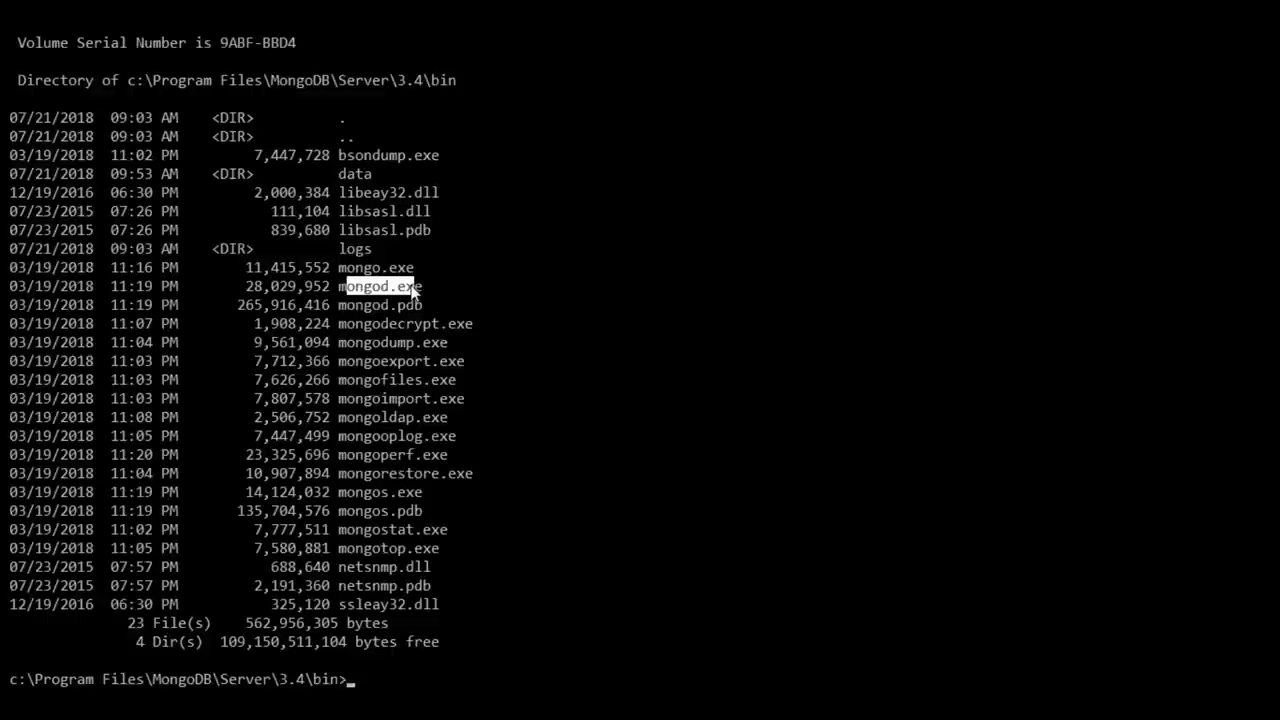 Volume Serial Number is 9ABF-BBD4
Directory of c:\Program Files\MongoDB\Server\3.4\bin
07/21/2018  09:03 AM    <DIR>          .
07/21/2018  09:03 AM    <DIR>          ..
03/19/2018  11:02 PM         7,447,728 bsondump.exe
07/21/2018  09:53 AM    <DIR>          data
12/19/2016  06:30 PM         2,000,384 libeay32.dll
07/23/2015  07:26 PM           111,104 libsasl.dll
07/23/2015  07:26 PM           839,680 libsasl.pdb
07/21/2018  09:03 AM    <DIR>          logs
03/19/2018  11:16 PM        11,415,552 mongo.exe
03/19/2018  11:19 PM        28,029,952 mongod.exe
03/19/2018  11:19 PM       265,916,416 mongod.pdb
03/19/2018  11:07 PM         1,908,224 mongodecrypt.exe
03/19/2018  11:04 PM         9,561,094 mongodump.exe
03/19/2018  11:03 PM         7,712,366 mongoexport.exe
03/19/2018  11:03 PM         7,626,266 mongofiles.exe
03/19/2018  11:03 PM         7,807,578 mongoimport.exe
03/19/2018  11:08 PM         2,506,752 mongoldap.exe
03/19/2018  11:05 PM         7,447,499 mongooplog.exe
03/19/2018  11:20 PM        23,325,696 mongoperf.exe
03/19/2018  11:04 PM        10,907,894 mongorestore.exe
03/19/2018  11:19 PM        14,124,032 mongos.exe
03/19/2018  11:19 PM       135,704,576 mongos.pdb
03/19/2018  11:02 PM         7,777,511 mongostat.exe
03/19/2018  11:05 PM         7,580,881 mongotop.exe
07/23/2015  07:57 PM           688,640 netsnmp.dll
07/23/2015  07:57 PM         2,191,360 netsnmp.pdb
12/19/2016  06:30 PM           325,120 ssleay32.dll
23 File(s)    562,956,305 bytes
4 Dir(s)  109,150,511,104 bytes free
c:\Program Files\MongoDB\Server\3.4\bin>_